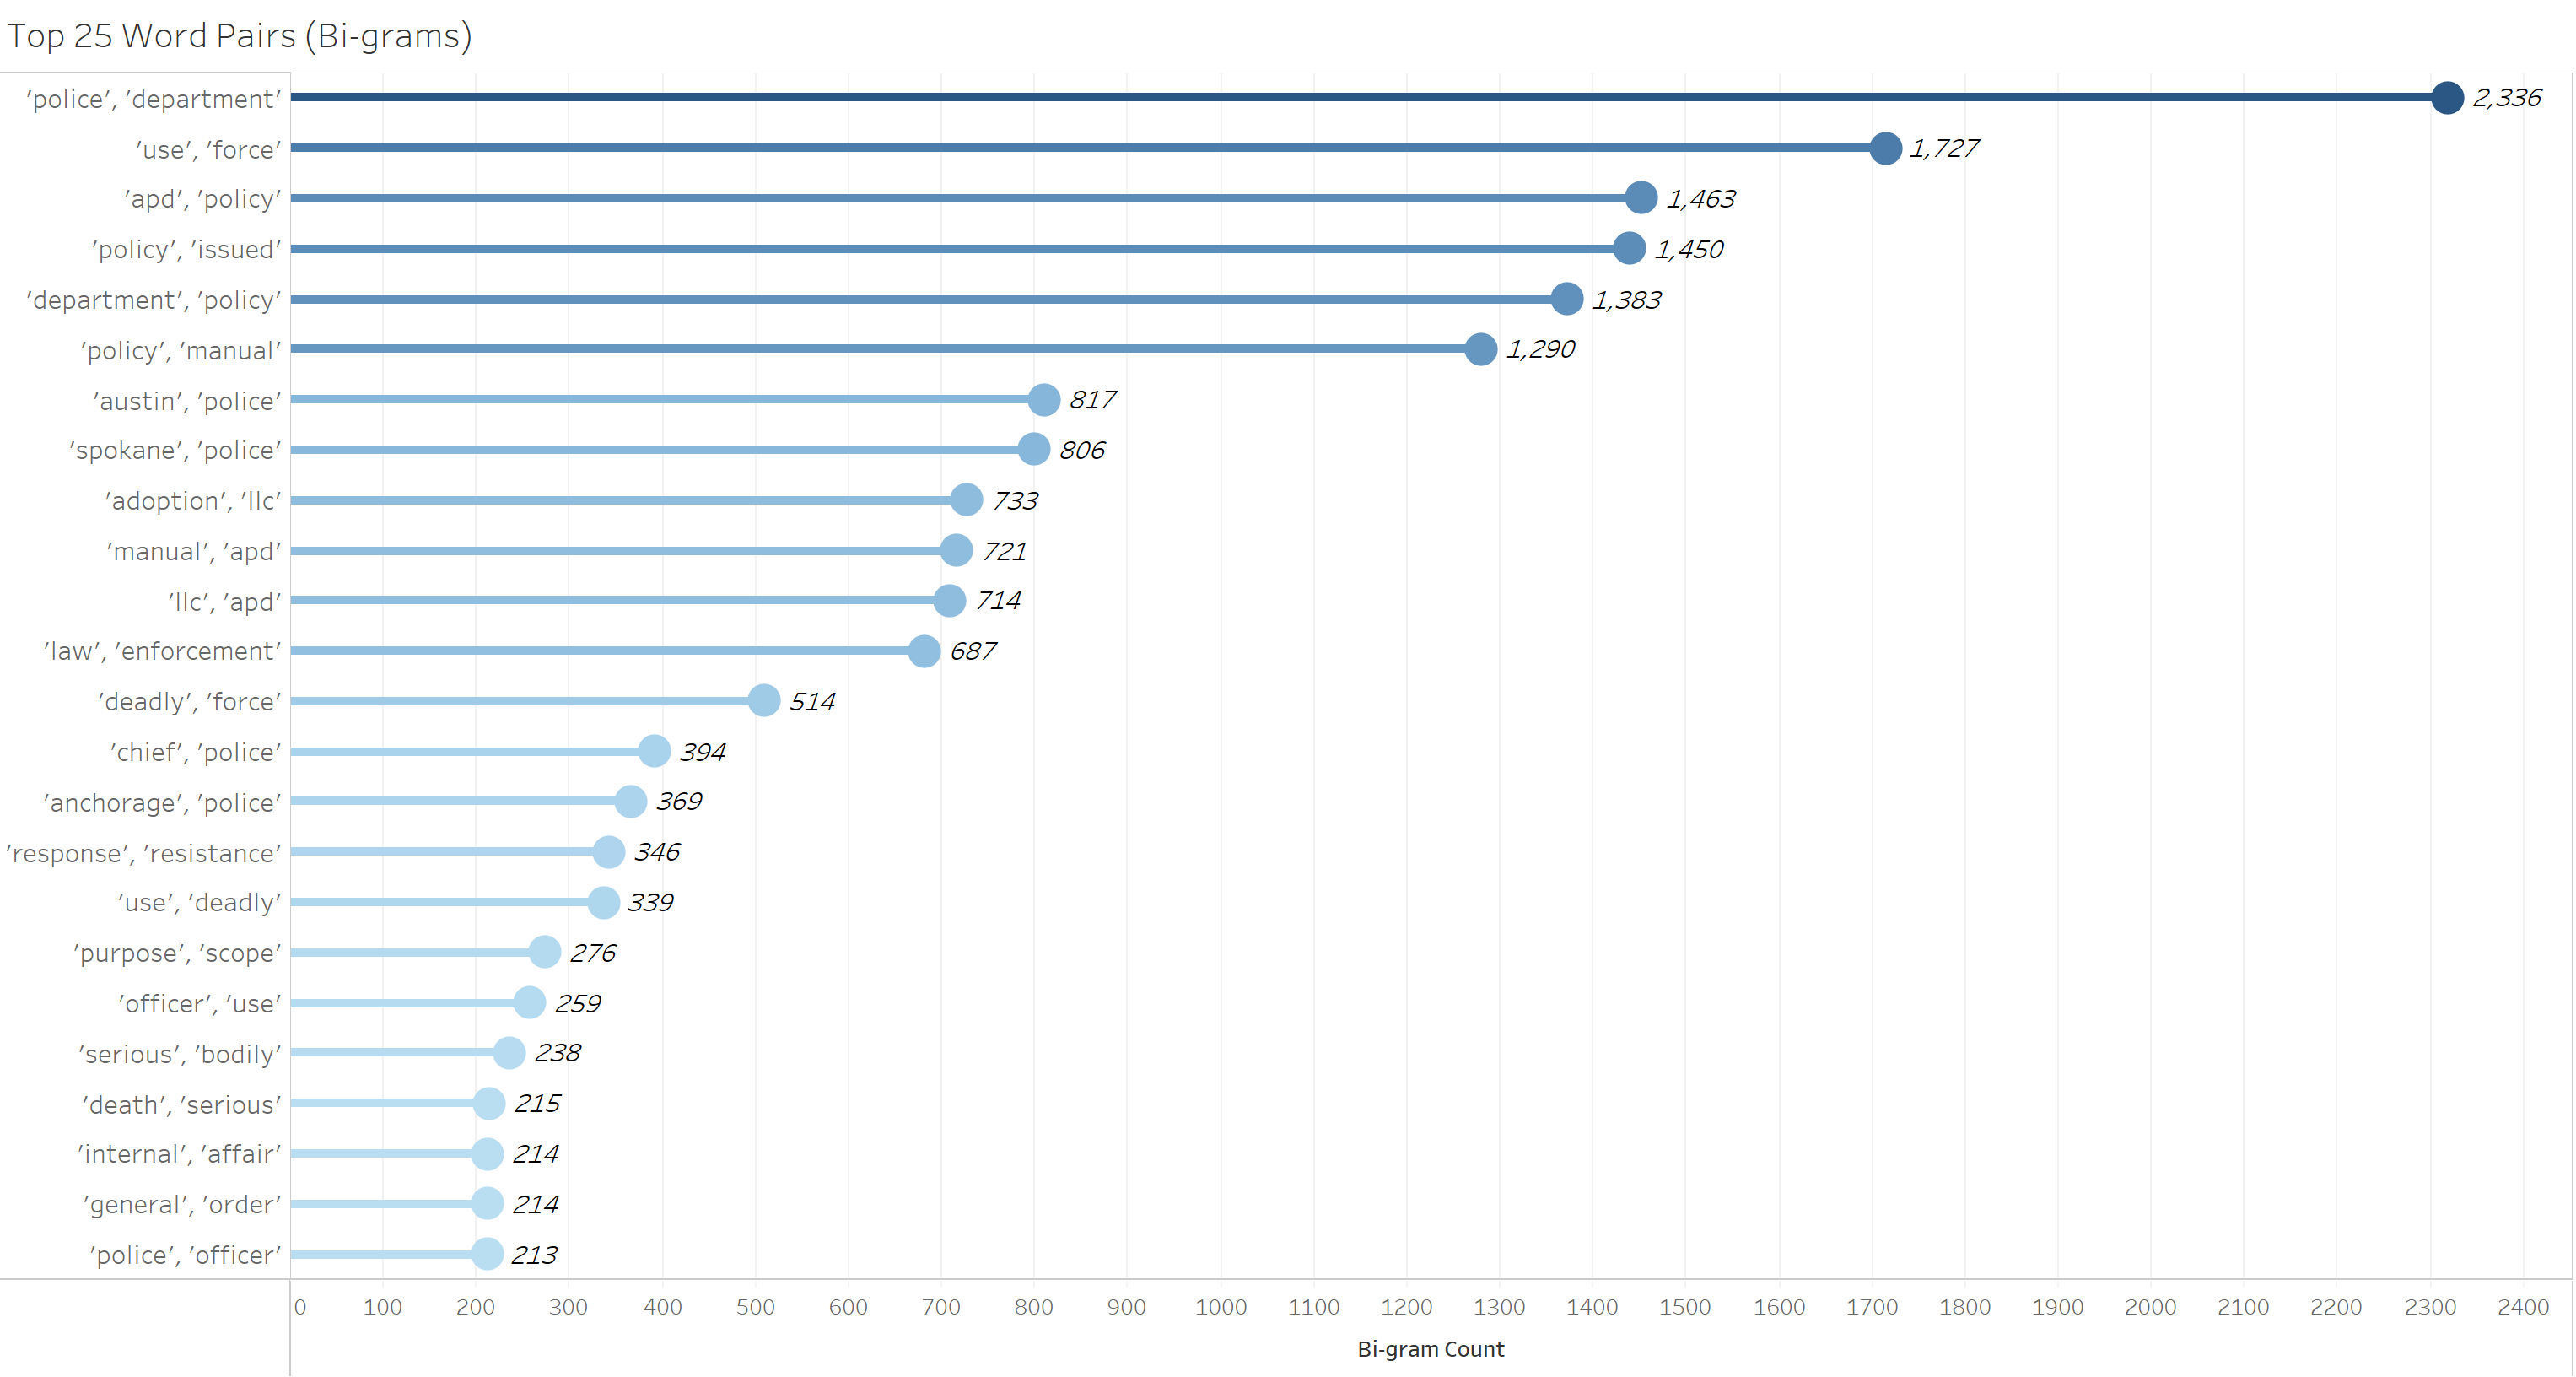 Top 25 Word Pairs (Bi-grams)
'police', 'department' 2,336
'use', 'force' 1,727
'apd', 'policy' 1,463
'policy', 'issued' 1,450
'department', 'policy' 1,383
'policy', 'manual' 1,290
'austin', 'police' 817
'spokane', 'police' 806
'adoption', 'llc' 733
'manual', 'apd' 721
'llc', 'apd' 714
'law', 'enforcement' 687
'deadly', 'force' 514
'chief', 'police' 394
'anchorage', 'police' 369
'response', 'resistance' 346
'use', 'deadly' 339
'purpose', 'scope' 276
'officer', 'use' 259
'serious', 'bodily' 238
'death', 'serious' 215
'internal', 'affair' 214
'general', 'order' 214
'police', 'officer' 213
0 100 200 300 400 500 600 700 800 900 1000 1100 1200 1300 1400 1500 1600 1700 1800 1900 2000 2100 2200 2300 2400
Bi-gram Count